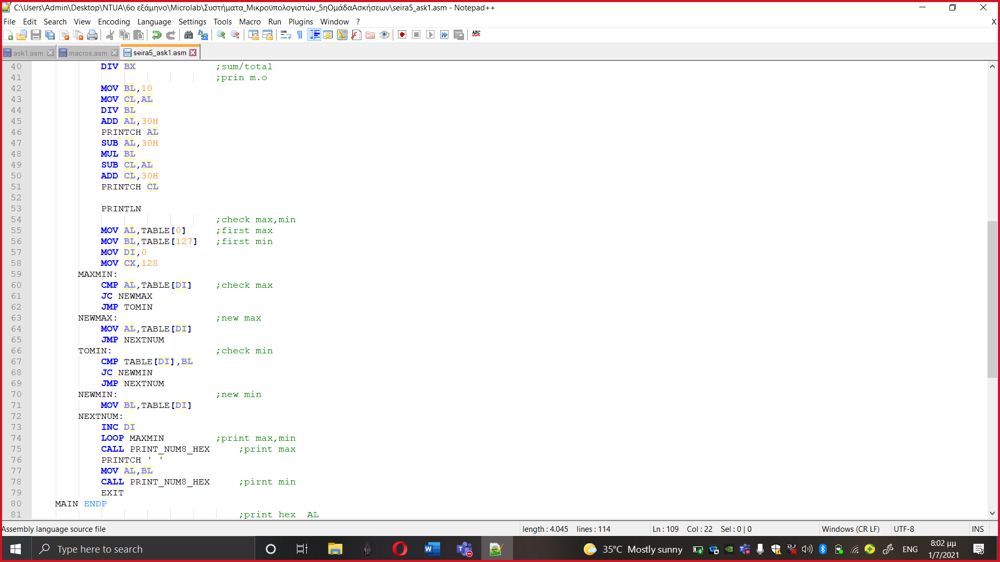 C:\Users\Admin\Desktop\NTUA\6ο εξάμηνο\Microlab\Συστήματα_Μικροϋπολογιστών_5ηΟμάδαΑσκήσεων\seira5_ask1.asm - Notepad++
File Edit Search View Encoding Language Settings Tools Macro Run Plugins Window ? X
ABC
ask1.asm macros.asm seira5_ask1.asm
40 DIV BX ;sum/total
41 ;prin m.o
42 MOV BL,10
43 MOV CL,AL
44 DIV BL
45 ADD AL,30H
46 PRINTCH AL
47 SUB AL,30H
48 MUL BL
49 SUB CL,AL
50 ADD CL,30H
51 PRINTCH CL
52
53 PRINTLN
54 ;check max,min
55 MOV AL,TABLE[0] ;first max
56 MOV BL,TABLE[127] ;first min
57 MOV DI,0
58 MOV CX,128
59 MAXMIN:
60 CMP AL,TABLE[DI] ;check max
61 JC NEWMAX
62 JMP TOMIN
63 NEWMAX: ;new max
64 MOV AL,TABLE[DI]
65 JMP NEXTNUM
66 TOMIN: ;check min
67 CMP TABLE[DI],BL
68 JC NEWMIN
69 JMP NEXTNUM
70 NEWMIN: ;new min
71 MOV BL,TABLE[DI]
72 NEXTNUM:
73 INC DI
74 LOOP MAXMIN ;print max,min
75 CALL PRINT_NUM8_HEX ;print max
76 PRINTCH ' '
77 MOV AL,BL
78 CALL PRINT_NUM8_HEX ;pirnt min
79 EXIT
80 MAIN ENDP
81 ;print hex  AL
Assembly language source file length : 4.045 lines : 114 Ln : 109 Col : 22 Sel : 0 | 0 Windows (CR LF) UTF-8 INS
Type here to search 35°C Mostly sunny ENG 8:02 μμ
1/7/2021